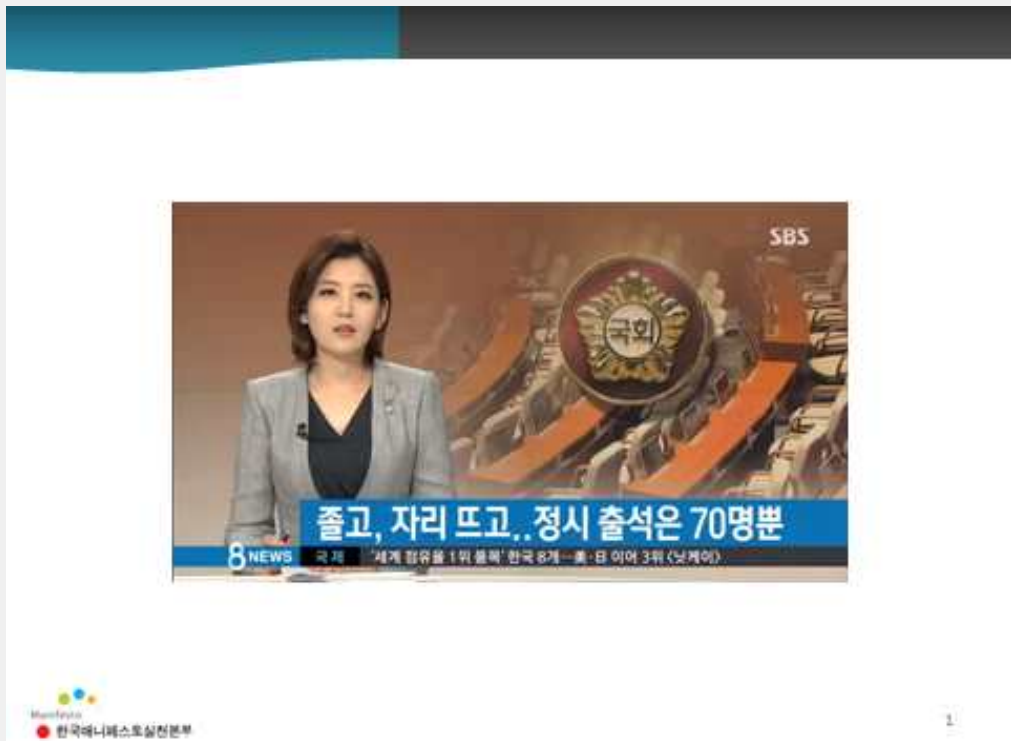 SBS
국회
졸고, 자리 뜨고..정시 출석은 70명뿐
8 NEWS 국제 '세계 점유율 1위 품목' 한국 8개…美·日 이어 3위 <닛케이>
Manifesto
한국매니페스토실천본부
1